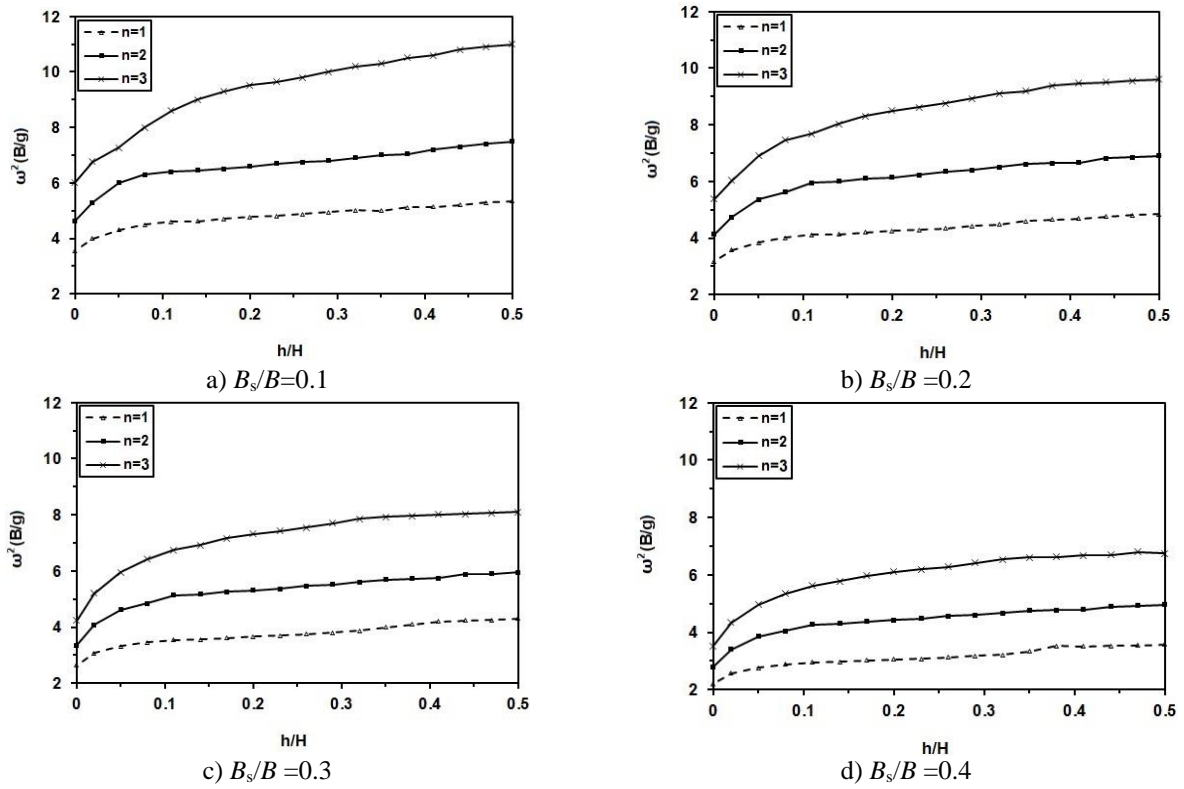 12
10
8
6
4
2
ω² (B/g)
n=1
n=2
n=3
0 0.1 0.2 0.3 0.4 0.5
h/H
a) Bs/B=0.1
12
10
8
6
4
2
ω² (B/g)
n=1
n=2
n=3
0 0.1 0.2 0.3 0.4 0.5
h/H
b) Bs/B =0.2
12
10
8
6
4
2
ω² (B/g)
n=1
n=2
n=3
0 0.1 0.2 0.3 0.4 0.5
h/H
c) Bs/B =0.3
12
10
8
6
4
2
ω² (B/g)
n=1
n=2
n=3
0 0.1 0.2 0.3 0.4 0.5
h/H
d) Bs/B =0.4